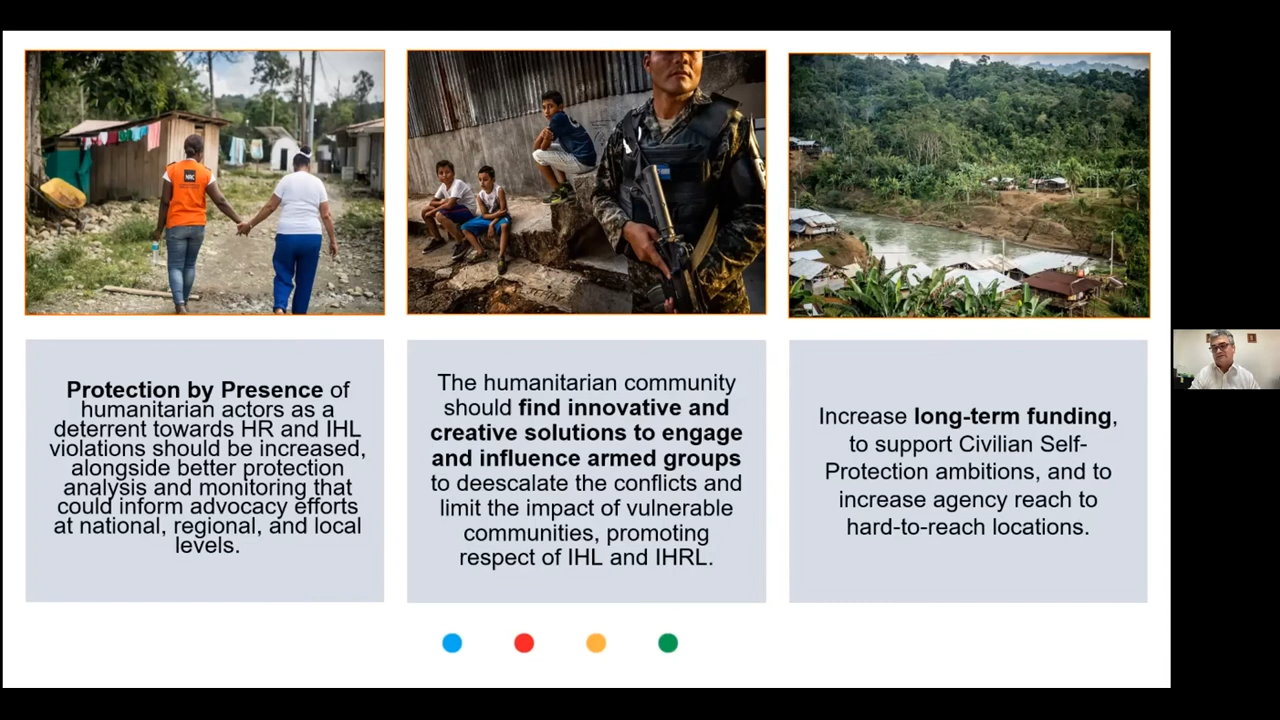 NRC
Protection by Presence of
humanitarian actors as a
deterrent towards HR and IHL
violations should be increased,
alongside better protection
analysis and monitoring that
could inform advocacy efforts
at national, regional, and local
levels.
The humanitarian community
should find innovative and
creative solutions to engage
and influence armed groups
to deescalate the conflicts and
limit the impact of vulnerable
communities, promoting
respect of IHL and IHRL.
Increase long-term funding,
to support Civilian Self-
Protection ambitions, and to
increase agency reach to
hard-to-reach locations.